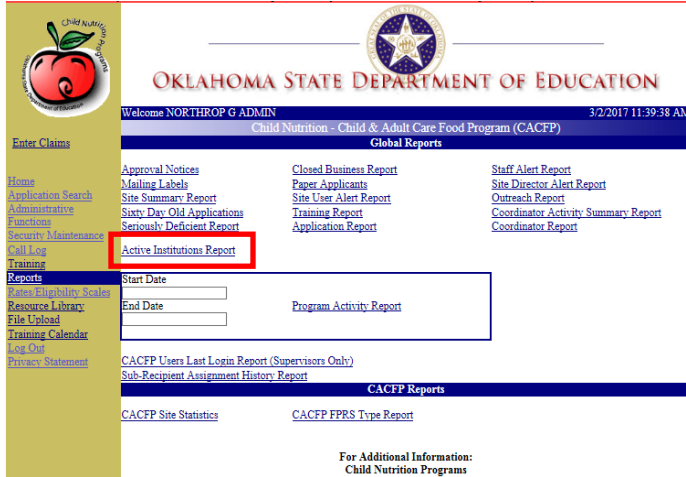 Child Nutrition Programs
Department of Education
OKLAHOMA STATE DEPARTMENT OF EDUCATION
Welcome NORTHROP G ADMIN 3/2/2017 11:39:38 AM
Child Nutrition - Child & Adult Care Food Program (CACFP)
Enter Claims
Global Reports
Approval Notices Closed Business Report Staff Alert Report
Mailing Labels Paper Applicants Site Director Alert Report
Site Summary Report Site User Alert Report Outreach Report
Sixty Day Old Applications Training Report Coordinator Activity Summary Report
Seriously Deficient Report Application Report Coordinator Report
Active Institutions Report
Home
Application Search
Administrative
Functions
Security Maintenance
Call Log
Training
Reports
Rates/Eligibility Scales
Resource Library
File Upload
Training Calendar
Log Out
Privacy Statement
Start Date
End Date Program Activity Report
CACFP Users Last Login Report (Supervisors Only)
Sub-Recipient Assignment History Report
CACFP Reports
CACFP Site Statistics CACFP FPRS Type Report
For Additional Information:
Child Nutrition Programs